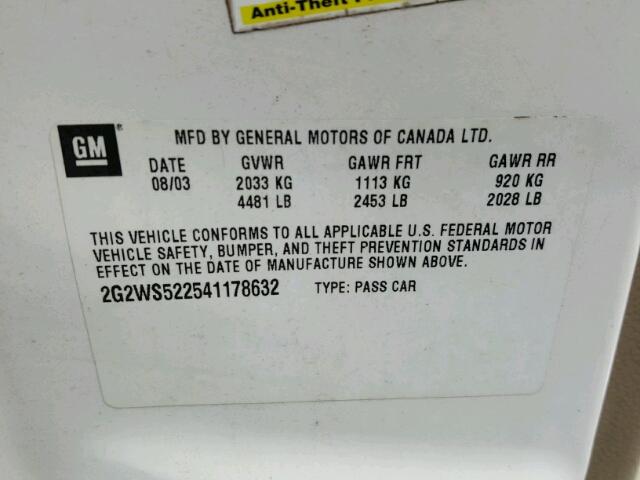 Anti-Theft
GM®
MFD BY GENERAL MOTORS OF CANADA LTD.
DATE GVWR GAWR FRT GAWR RR
08/03 2033 KG 1113 KG 920 KG
4481 LB 2453 LB 2028 LB
THIS VEHICLE CONFORMS TO ALL APPLICABLE U.S. FEDERAL MOTOR
VEHICLE SAFETY, BUMPER, AND THEFT PREVENTION STANDARDS IN
EFFECT ON THE DATE OF MANUFACTURE SHOWN ABOVE.
2G2WS522541178632 TYPE: PASS CAR